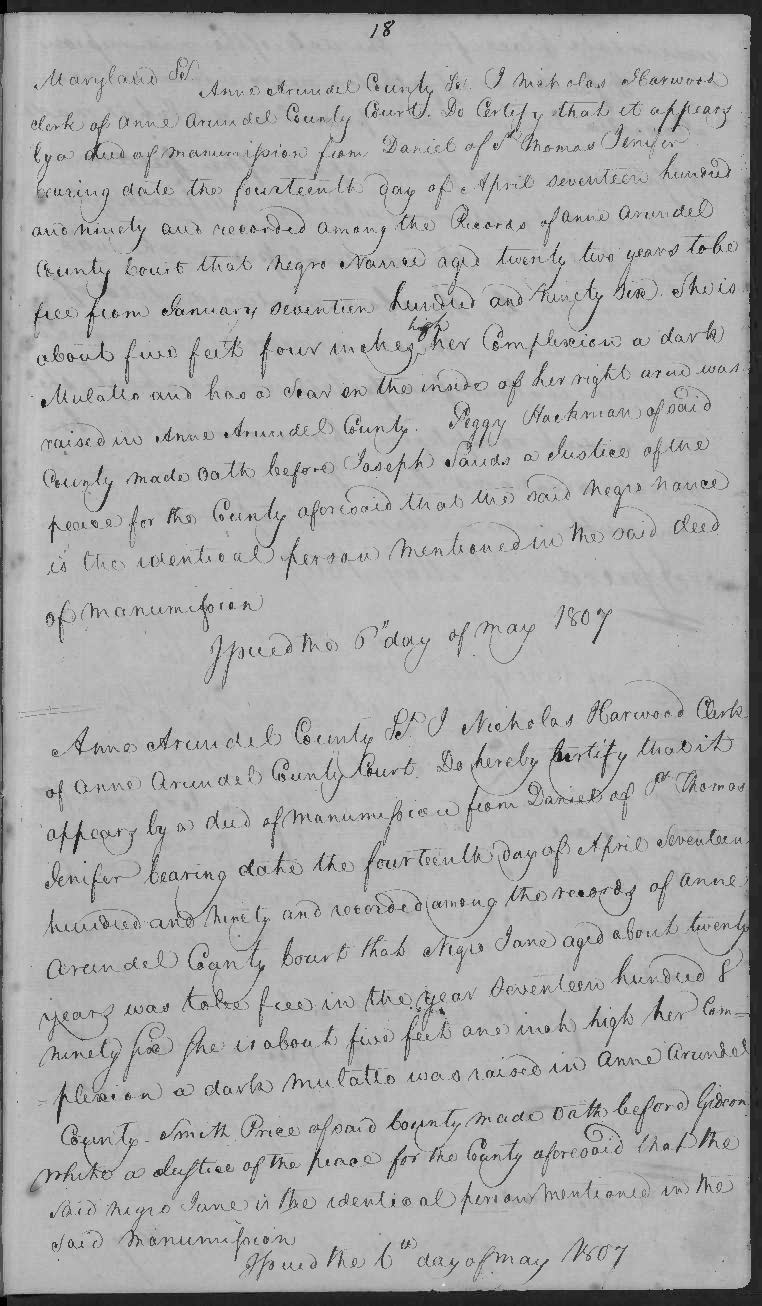 18
Maryland Sct.
Anne Arundel County Sct. I Nicholas Harwood
Clerk of Anne Arundel County Court. Do Certify that it appears
by a deed of manumission from Daniel of St Thomas Jenifer
bearing date the fourteenth day of April seventeen hundred
and ninety and recorded among the Records of Anne Arundel
County Court that negro Nance aged twenty two years to be
free from January seventeen hundred and Ninety Six. She is
about five feet four inches high her Complexion a dark
Mulatto and has a Scar on the inside of her right arm was
raised in Anne Arundel County. Peggy Hackman of said
County made Oath before Joseph Sands a Justice of the
peace for the County aforesaid that the said negro nance
is the identical person mentioned in the said deed
of manumission
Issued the 6th day of May 1807
Anne Arundel County Sct. I Nicholas Harwood Clerk
of Anne Arundel County Court. Do hereby Certify that it
appears by a deed of manumission from Daniel of St Thomas
Jenifer bearing date the fourteenth day of April Seventeen
hundred and Ninety and recorded among the records of Anne
Arundel County Court that Negro Jane aged about twenty
years was to be free in the year seventeen hundred &
ninety six She is about five feet one inch high her Com=
=plexion a dark mulatto was raised in Anne Arundel
County. Smith Price of said County made Oath before Gideon
White a Justice of the peace for the County aforesaid that the
said negro Jane is the identical person mentioned in the
said manumission
Issued the 6th day of May 1807